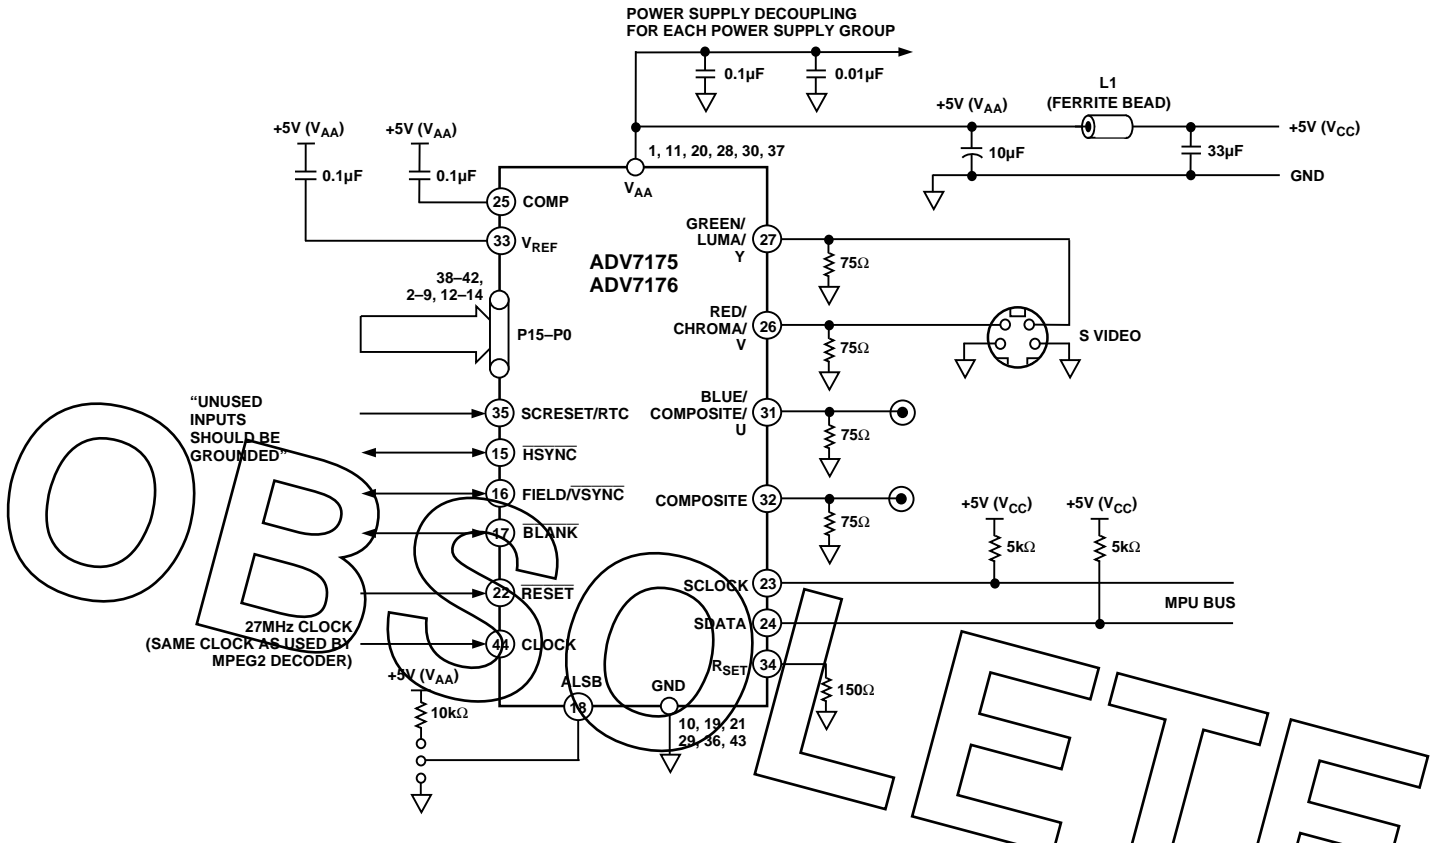 POWER SUPPLY DECOUPLING
FOR EACH POWER SUPPLY GROUP
0.1µF
0.01µF
L1
(FERRITE BEAD)
+5V (VAA)
+5V (VCC)
10µF
33µF
GND
+5V (VAA)
+5V (VAA)
0.1µF
0.1µF
1, 11, 20, 28, 30, 37
VAA
25 COMP
33 VREF
ADV7175
ADV7176
38–42,
2–9, 12–14
P15–P0
GREEN/
LUMA/
Y
27
75Ω
RED/
CHROMA/
V
26
75Ω
S VIDEO
BLUE/
COMPOSITE/
U
31
75Ω
COMPOSITE
32
75Ω
“UNUSED
INPUTS
SHOULD BE
GROUNDED”
35 SCRESET/RTC
15 HSYNC
16 FIELD/VSYNC
17 BLANK
22 RESET
27MHz CLOCK
(SAME CLOCK AS USED BY
MPEG2 DECODER)
44 CLOCK
+5V (VCC)
+5V (VCC)
5kΩ
5kΩ
SCLOCK 23
MPU BUS
SDATA 24
RSET 34
150Ω
+5V (VAA)
10kΩ
ALSB
18
GND
10, 19, 21
29, 36, 43
OBSOLETE